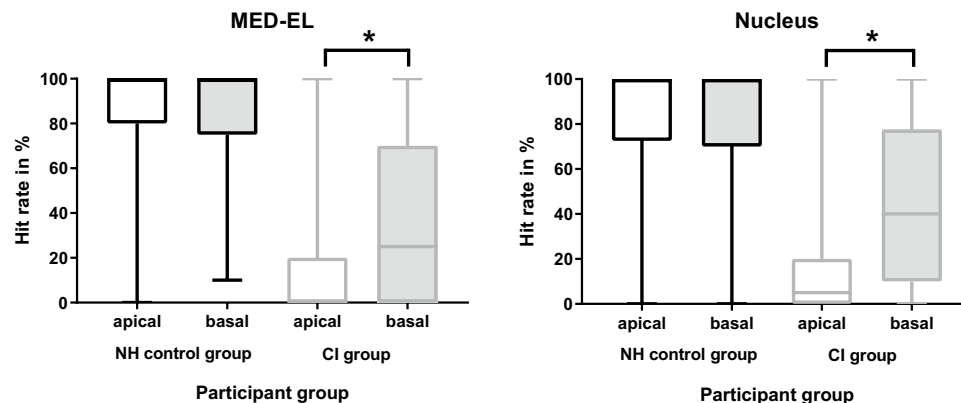 MED-EL
*
100
80
60
40
20
0
Hit rate in %
apical basal apical basal
NH control group CI group
Participant group
Nucleus
*
100
80
60
40
20
0
Hit rate in %
apical basal apical basal
NH control group CI group
Participant group